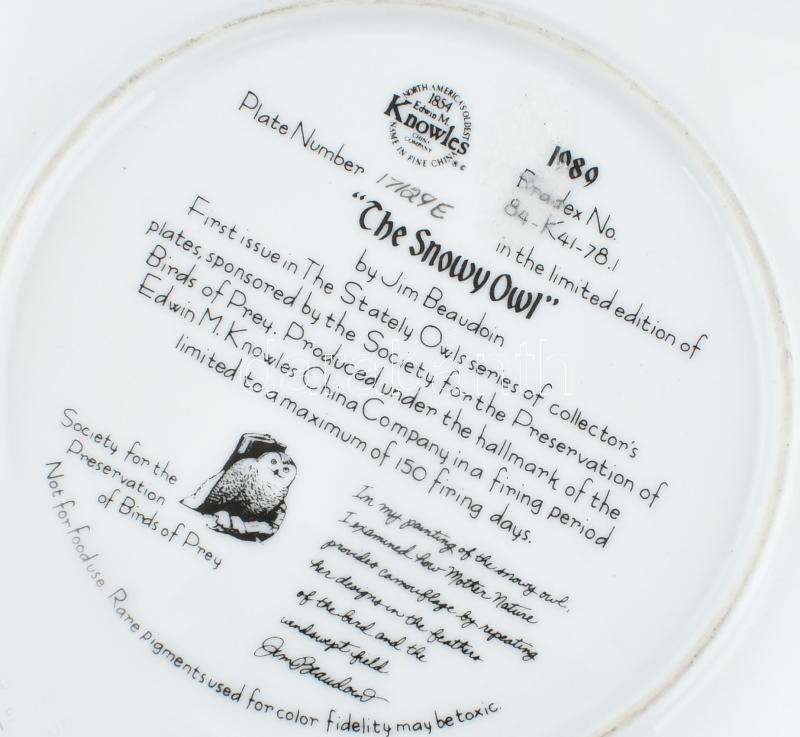 NORTH AMERICA'S OLDEST
1854
Edwin M.
Knowles
CHINA
COMPANY
NAME IN FINE CHINA
1989
Bradex No.
84-K41-78.1
Plate Number 17129E in the limited edition of
"The Snowy Owl"
by Jim Beaudoin
First issue in The Stately Owls series of collector's
plates, sponsored by the Society for the Preservation of
Birds of Prey. Produced under the hallmark of the
Edwin M. Knowles China Company in a firing period
limited to a maximum of 150 firing days.
Society for the
Preservation
of Birds of Prey
In my painting of the snowy owl,
I examined how Mother Nature
provides camouflage by repeating
her designs in the feathers
of the bird and the
windswept field
Jim Beaudoin
Not for food use. Rare pigments used for color fidelity may be toxic.
darabanth